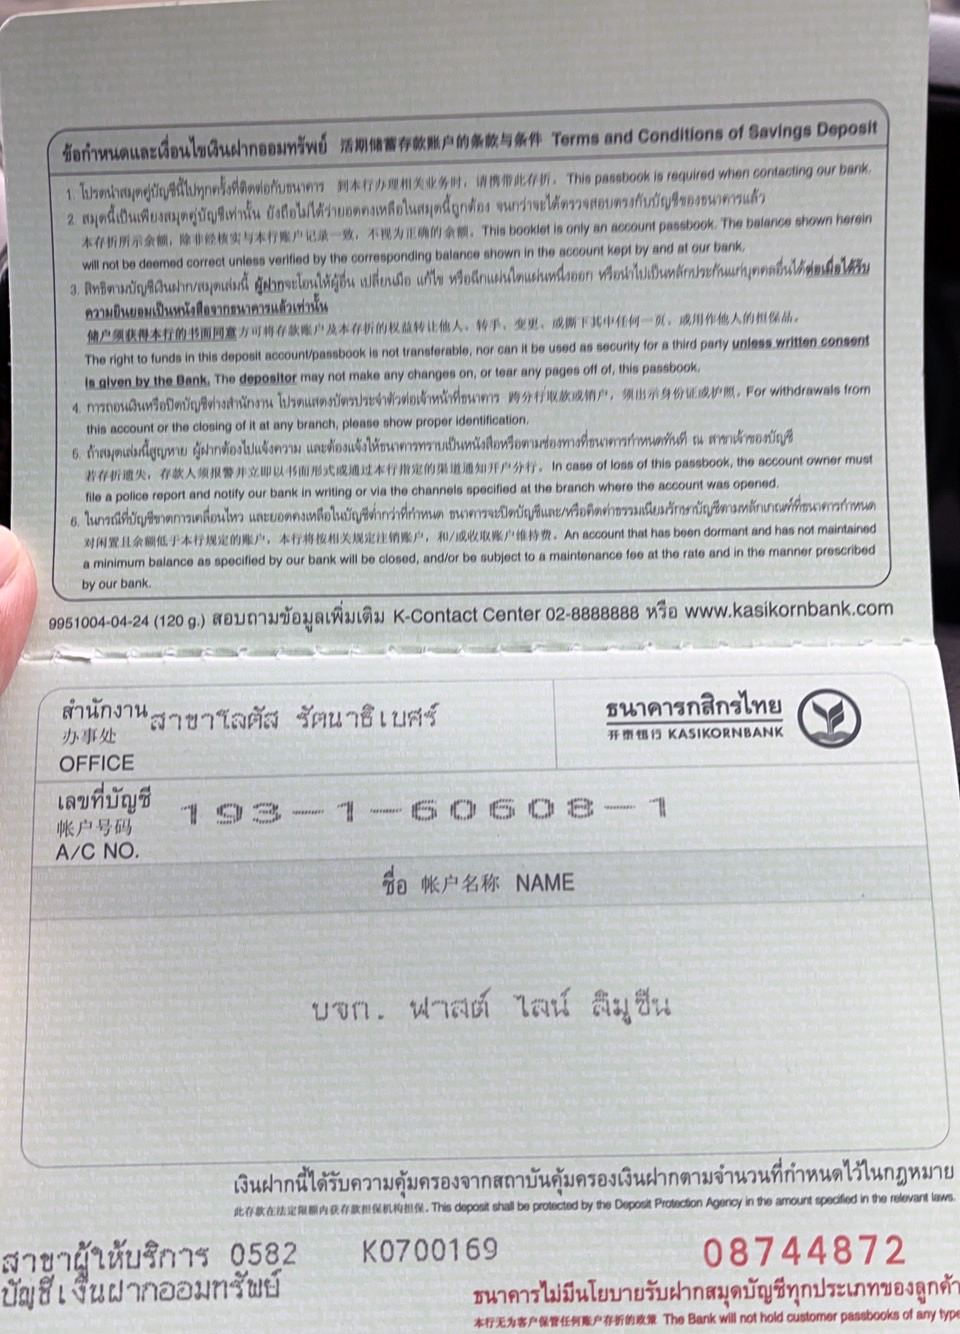 ข้อกำหนดและเงื่อนไขเงินฝากออมทรัพย์ 活期储蓄存款账户的条款与条件 Terms and Conditions of Savings Deposit
1. โปรดนำสมุดคู่บัญชีนี้ไปทุกครั้งที่ติดต่อกับธนาคาร 到本行办理相关业务时，请携带此存折。This passbook is required when contacting our bank.
2. สมุดนี้เป็นเพียงสมุดคู่บัญชีเท่านั้น ยังถือไม่ได้ว่ายอดคงเหลือในสมุดนี้ถูกต้อง จนกว่าจะได้ตรวจสอบตรงกับบัญชีของธนาคารแล้ว
本存折所示余额，除非经核实与本行账户记录一致，不视为正确的余额。This booklet is only an account passbook. The balance shown herein
will not be deemed correct unless verified by the corresponding balance shown in the account kept by and at our bank.
3. สิทธิตามบัญชีเงินฝาก/สมุดเล่มนี้ ผู้ฝากจะโอนให้ผู้อื่น เปลี่ยนมือ แก้ไข หรือฉีกแผ่นใดแผ่นหนึ่งออก หรือนำไปเป็นหลักประกันแก่บุคคลอื่นได้ต่อเมื่อได้รับ
ความยินยอมเป็นหนังสือจากธนาคารแล้วเท่านั้น
储户须获得本行的书面同意方可将存款账户及本存折的权益转让他人、转手、变更、或撕下其中任何一页、或用作他人的担保品。
The right to funds in this deposit account/passbook is not transferable, nor can it be used as security for a third party unless written consent
is given by the Bank. The depositor may not make any changes on, or tear any pages off of, this passbook.
4. การถอนเงินหรือปิดบัญชีต่างสำนักงาน โปรดแสดงบัตรประจำตัวต่อเจ้าหน้าที่ธนาคาร 跨分行取款或销户，须出示身份证或护照。For withdrawals from
this account or the closing of it at any branch, please show proper identification.
5. ถ้าสมุดเล่มนี้สูญหาย ผู้ฝากต้องไปแจ้งความ และต้องแจ้งให้ธนาคารทราบเป็นหนังสือหรือตามช่องทางที่ธนาคารกำหนดทันที ณ สาขาเจ้าของบัญชี
若存折遗失，存款人须报警并立即以书面形式或通过本行指定的渠道通知开户分行。In case of loss of this passbook, the account owner must
file a police report and notify our bank in writing or via the channels specified at the branch where the account was opened.
6. ในกรณีที่บัญชีขาดการเคลื่อนไหว และยอดคงเหลือในบัญชีต่ำกว่าที่กำหนด ธนาคารจะปิดบัญชีและ/หรือคิดค่าธรรมเนียมรักษาบัญชีตามหลักเกณฑ์ที่ธนาคารกำหนด
对闲置且余额低于本行规定的账户，本行将按相关规定注销账户，和/或收取账户维持费。An account that has been dormant and has not maintained
a minimum balance as specified by our bank will be closed, and/or be subject to a maintenance fee at the rate and in the manner prescribed
by our bank.
9951004-04-24 (120 g.) สอบถามข้อมูลเพิ่มเติม K-Contact Center 02-8888888 หรือ www.kasikornbank.com
สำนักงาน สาขาโลตัส รัตนาธิเบศร์
办事处
OFFICE
ธนาคารกสิกรไทย
开泰银行 KASIKORNBANK
เลขที่บัญชี 193-1-60608-1
帐户号码
A/C NO.
ชื่อ 帐户名称 NAME
บจก. ฟาสต์ ไลน์ ลิมูซีน
เงินฝากนี้ได้รับความคุ้มครองจากสถาบันคุ้มครองเงินฝากตามจำนวนที่กำหนดไว้ในกฎหมาย
此存款在法定限额内获存款担保机构担保。This deposit shall be protected by the Deposit Protection Agency in the amount specified in the relevant laws.
สาขาผู้ให้บริการ 0582 K0700169 08744872
บัญชีเงินฝากออมทรัพย์
ธนาคารไม่มีนโยบายรับฝากสมุดบัญชีทุกประเภทของลูกค้า
本行无为客户保管任何账户存折的政策 The Bank will not hold customer passbooks of any type